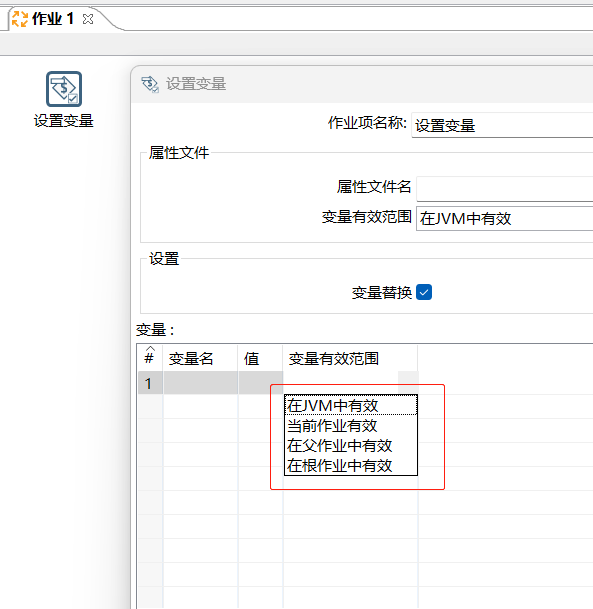 作业 1
设置变量
设置变量
作业项名称: 设置变量
属性文件
属性文件名
变量有效范围 在JVM中有效
设置
变量替换
变量 :
# 变量名 值 变量有效范围
1
在JVM中有效
当前作业有效
在父作业中有效
在根作业中有效